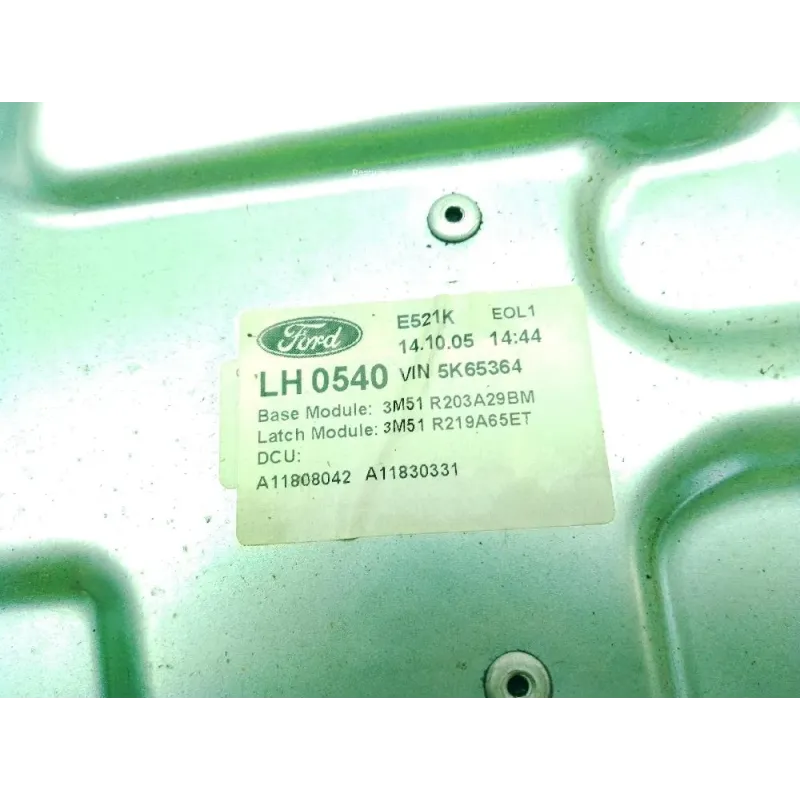 Ford
E521K EOL1
14.10.05 14:44
LH 0540 VIN 5K65364
Base Module: 3M51 R203A29BM
Latch Module: 3M51 R219A65ET
DCU:
A11808042 A11830331